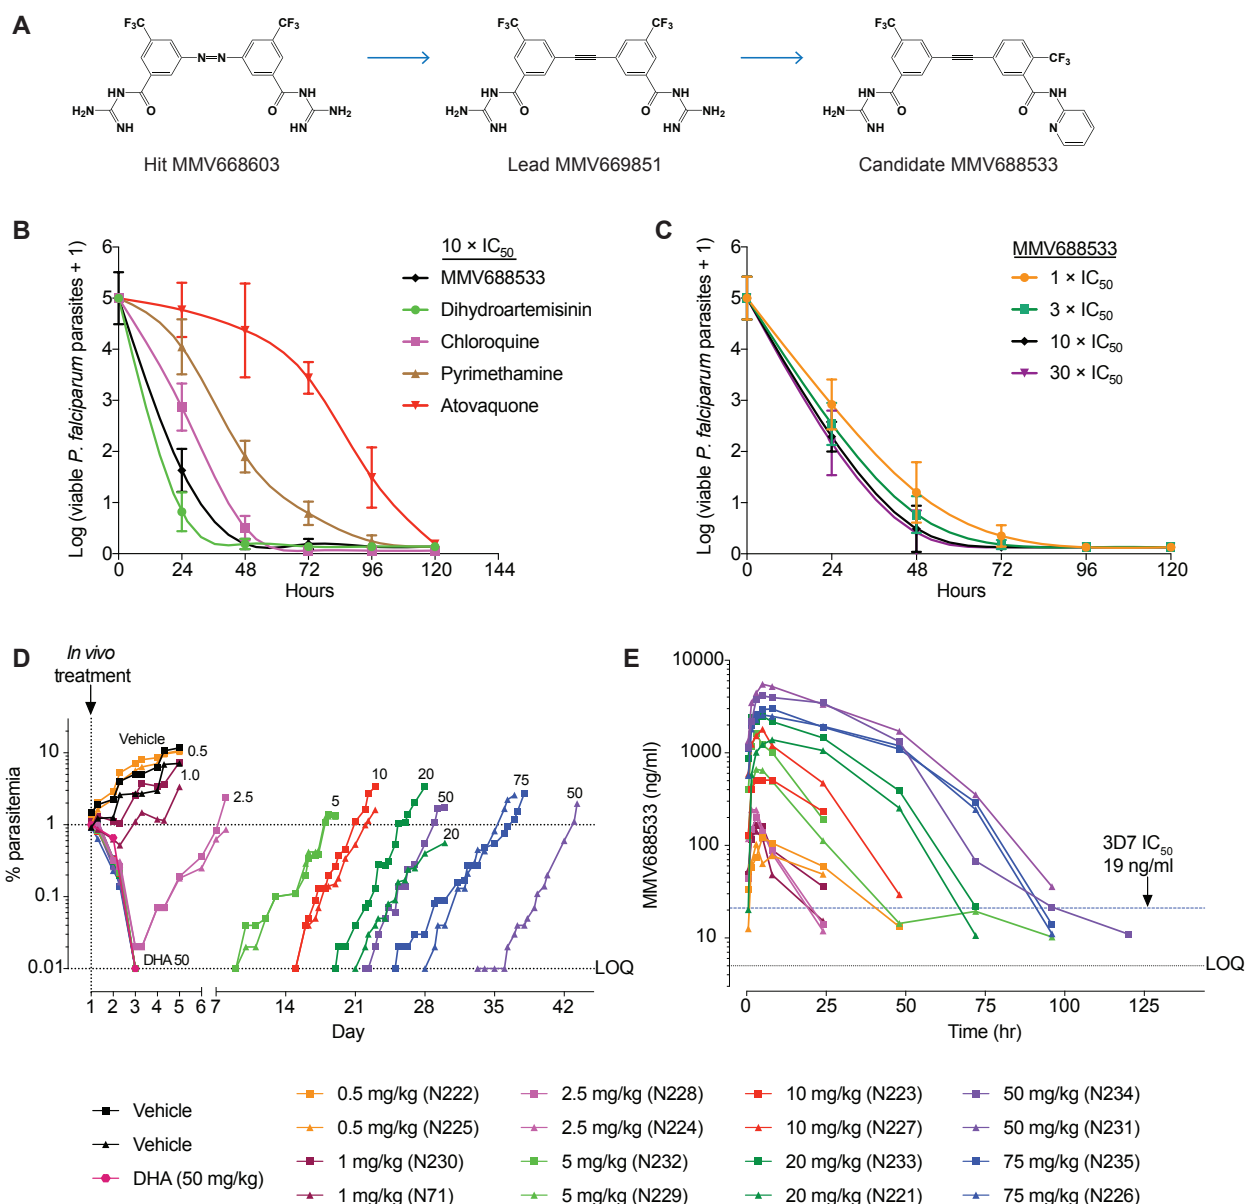 A
CF3
CF3
N=N
NH
O
H2N
NH
O
NH
NH2
NH
Hit MMV668603
CF3
CF3
NH
O
H2N
NH
O
NH
NH2
NH
Lead MMV669851
CF3
CF3
NH
O
H2N
NH
O
NH
N
Candidate MMV688533
B
Log (viable P. falciparum parasites + 1)
6
5
4
3
2
1
0
0 24 48 72 96 120 144
Hours
10 × IC50
MMV688533
Dihydroartemisinin
Chloroquine
Pyrimethamine
Atovaquone
C
Log (viable P. falciparum parasites + 1)
6
5
4
3
2
1
0
0 24 48 72 96 120
Hours
MMV688533
1 × IC50
3 × IC50
10 × IC50
30 × IC50
D
In vivo
treatment
% parasitemia
10
1
0.1
0.01
Vehicle
0.5
1.0
2.5
DHA 50
5
10
20
50
20
75
50
LOQ
1 2 3 4 5 6 7 14 21 28 35 42
Day
E
MMV688533 (ng/ml)
10000
1000
100
10
3D7 IC50
19 ng/ml
LOQ
0 25 50 75 100 125
Time (hr)
Vehicle
Vehicle
DHA (50 mg/kg)
0.5 mg/kg (N222)
0.5 mg/kg (N225)
1 mg/kg (N230)
1 mg/kg (N71)
2.5 mg/kg (N228)
2.5 mg/kg (N224)
5 mg/kg (N232)
5 mg/kg (N229)
10 mg/kg (N223)
10 mg/kg (N227)
20 mg/kg (N233)
20 mg/kg (N221)
50 mg/kg (N234)
50 mg/kg (N231)
75 mg/kg (N235)
75 mg/kg (N226)